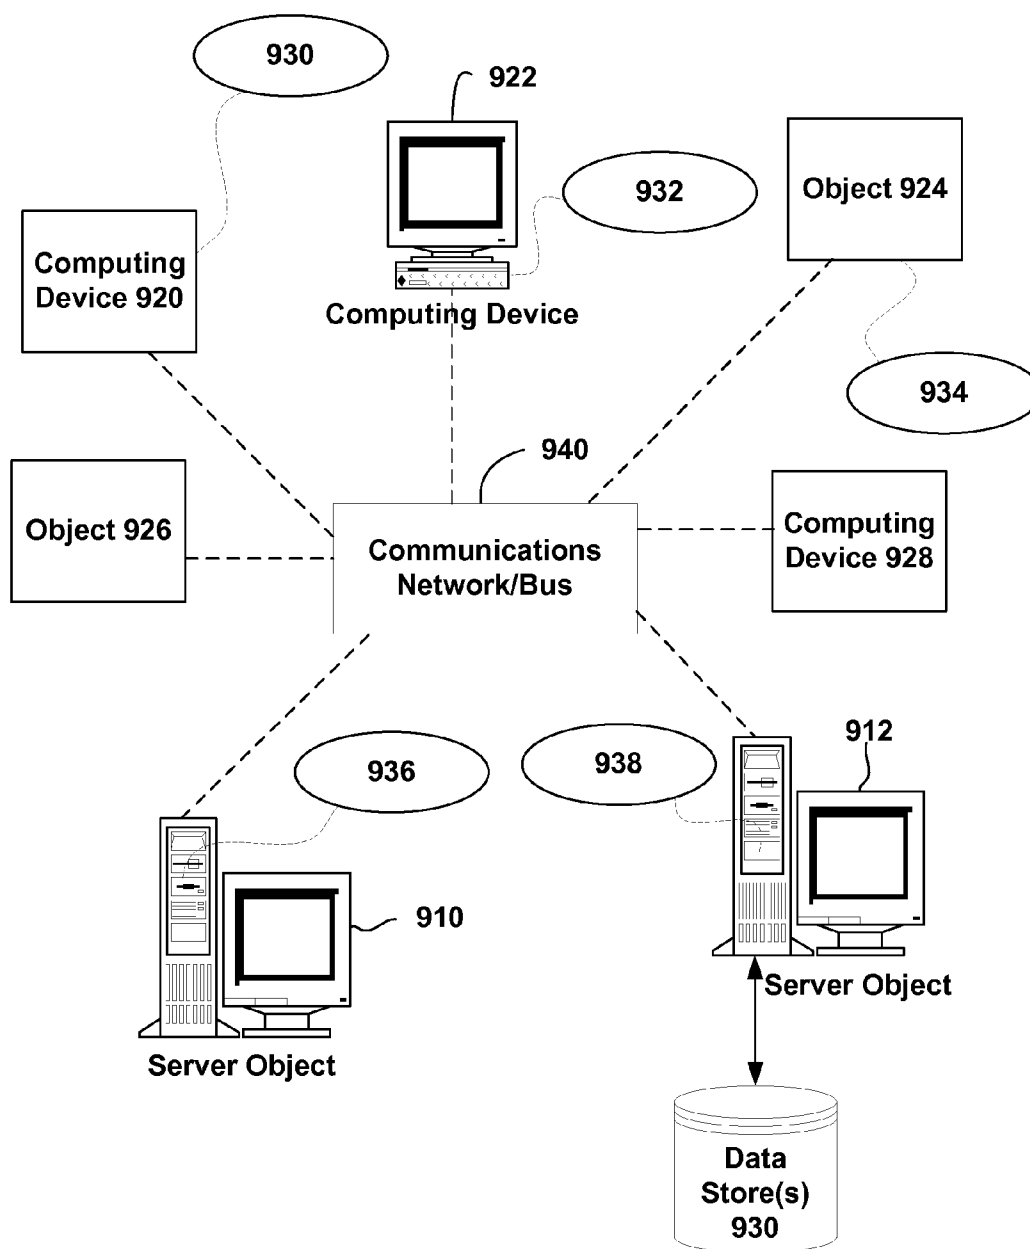 930
922
932
Object 924
Computing
Device 920
Computing Device
934
940
Object 926
Communications
Network/Bus
Computing
Device 928
936
938
912
910
Server Object
Server Object
Data
Store(s)
930